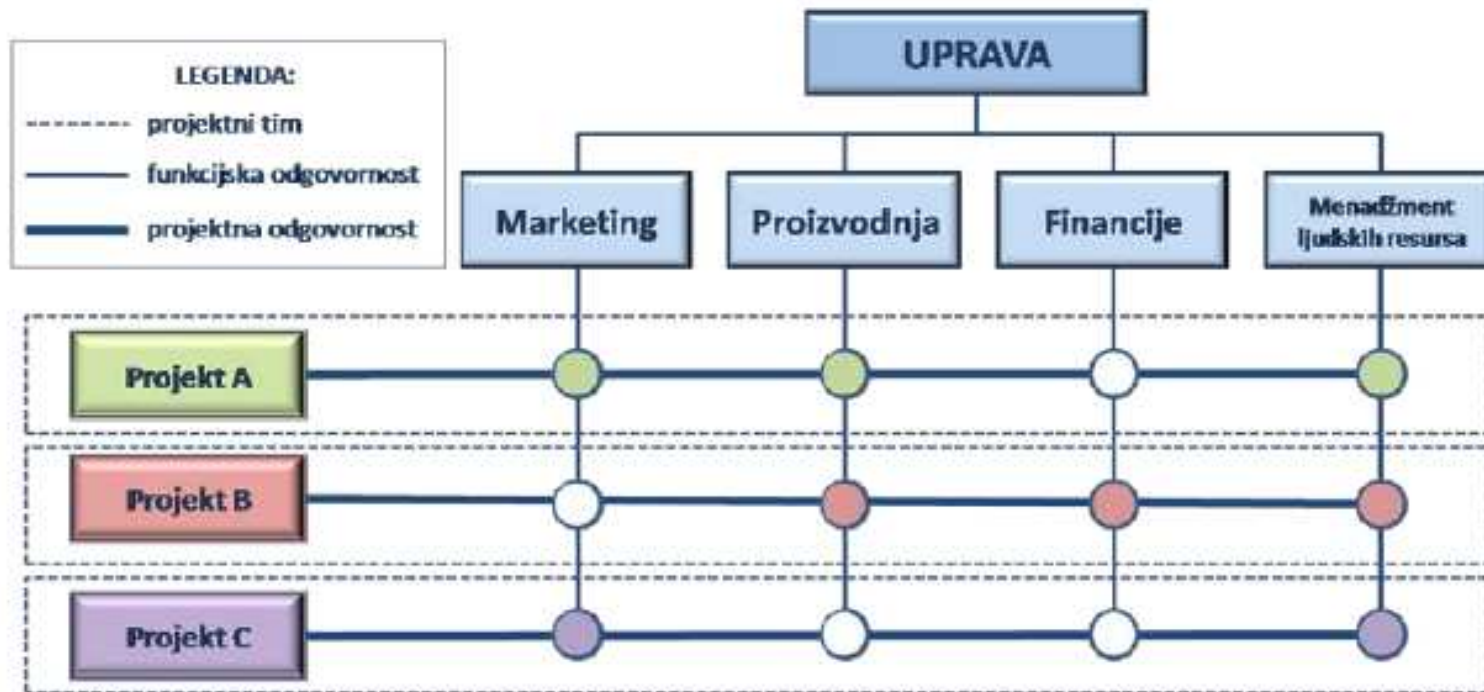 UPRAVA
LEGENDA:
projektni tim
funkcijska odgovornost
projektna odgovornost
Marketing
Proizvodnja
Financije
Menadžment
ljudskih resursa
Projekt A
Projekt B
Projekt C